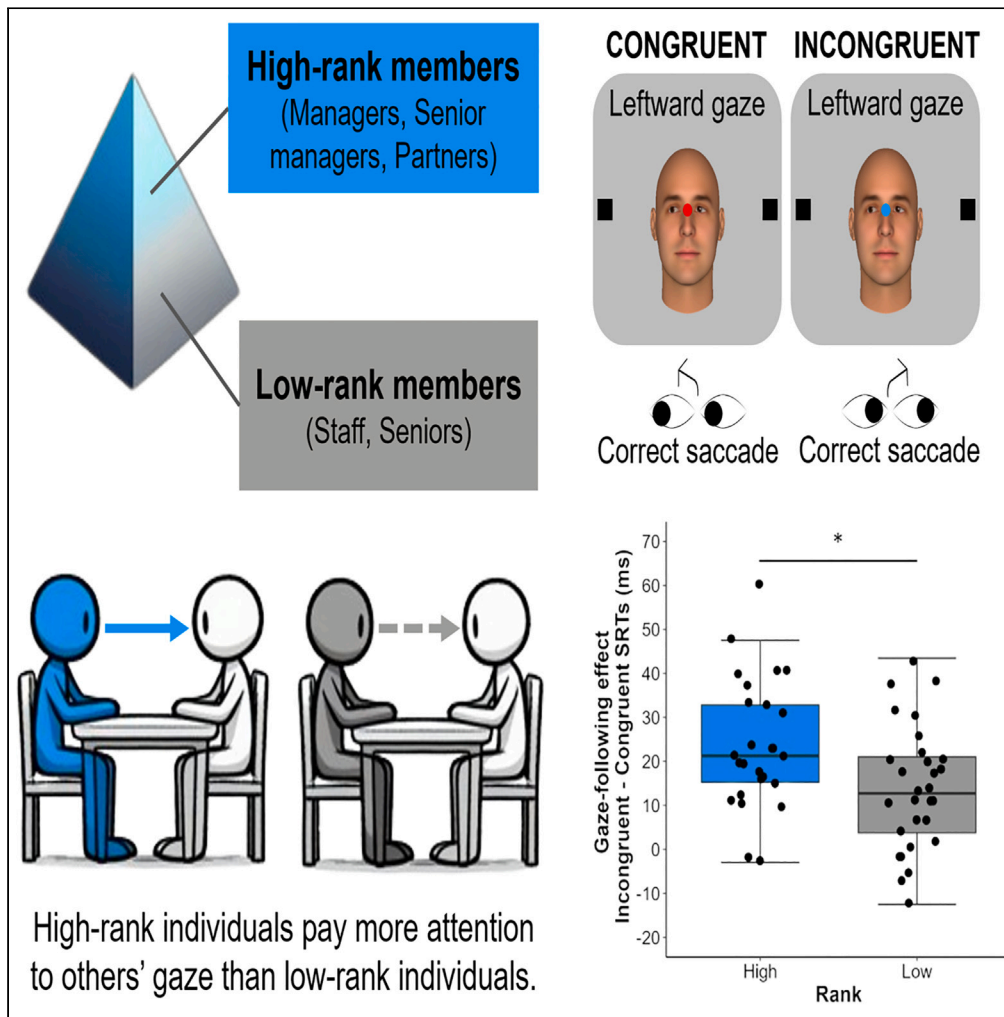 High-rank members
(Managers, Senior
managers, Partners)
Low-rank members
(Staff, Seniors)
CONGRUENT
Leftward gaze
Correct saccade
INCONGRUENT
Leftward gaze
Correct saccade
High-rank individuals pay more attention
to others’ gaze than low-rank individuals.
Gaze-following effect
Incongruent - Congruent SRTs (ms)
70
60
50
40
30
20
10
0
-10
-20
*
High
Low
Rank